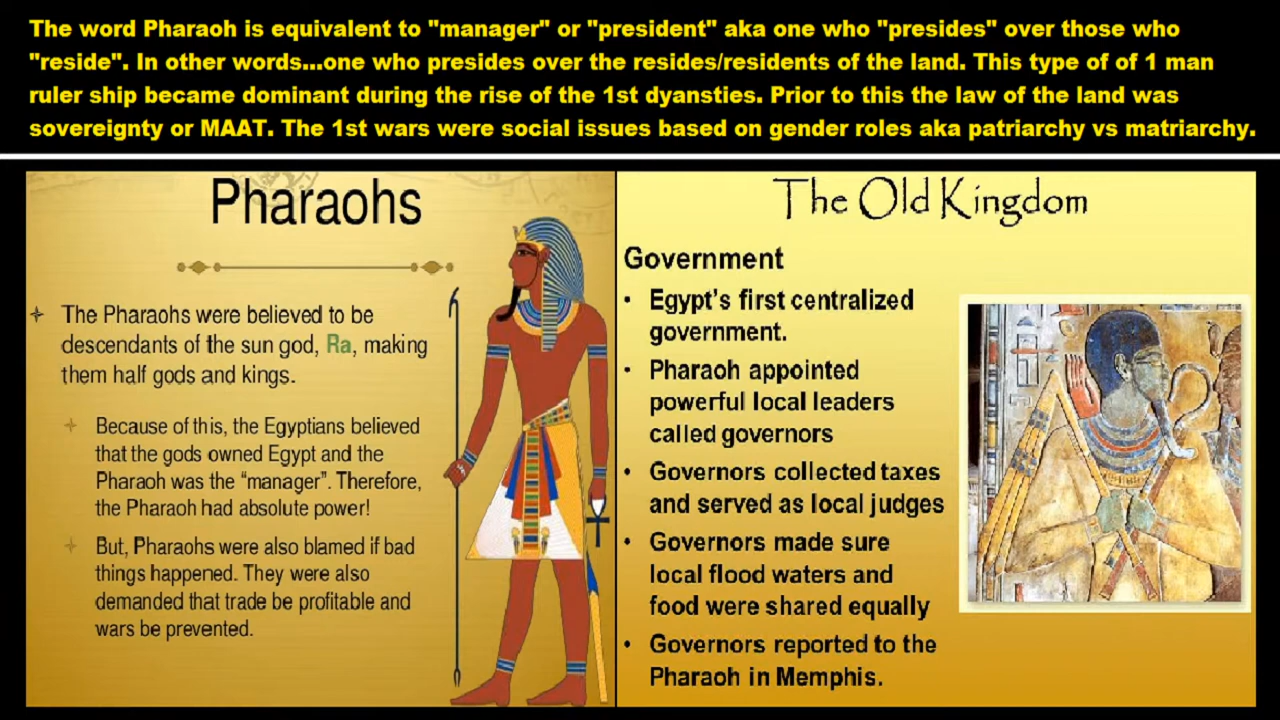 The word Pharaoh is equivalent to "manager" or "president" aka one who "presides" over those who
"reside". In other words...one who presides over the resides/residents of the land. This type of of 1 man
ruler ship became dominant during the rise of the 1st dyansties. Prior to this the law of the land was
sovereignty or MAAT. The 1st wars were social issues based on gender roles aka patriarchy vs matriarchy.
Pharaohs
The Pharaohs were believed to be
descendants of the sun god, Ra, making
them half gods and kings.
Because of this, the Egyptians believed
that the gods owned Egypt and the
Pharaoh was the “manager”. Therefore,
the Pharaoh had absolute power!
But, Pharaohs were also blamed if bad
things happened. They were also
demanded that trade be profitable and
wars be prevented.
The Old Kingdom
Government
• Egypt's first centralized
government.
• Pharaoh appointed
powerful local leaders
called governors
• Governors collected taxes
and served as local judges
• Governors made sure
local flood waters and
food were shared equally
• Governors reported to the
Pharaoh in Memphis.